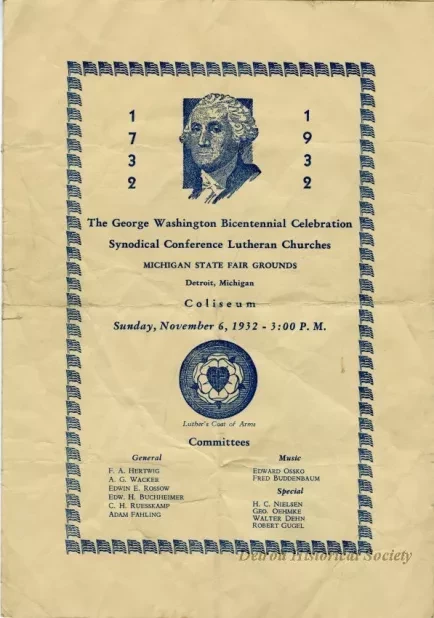 1 1
7 9
3 3
2 2
The George Washington Bicentennial Celebration
Synodical Conference Lutheran Churches
MICHIGAN STATE FAIR GROUNDS
Detroit, Michigan
Coliseum
Sunday, November 6, 1932 - 3:00 P. M.
Luther's Coat of Arms
Committees
General
F. A. HERTWIG
A. G. WACKER
EDWIN E. ROSSOW
EDW. H. BUCHHEIMER
C. H. RUESSKAMP
ADAM FAHLING
Music
EDWARD OSSKO
FRED BUDDENBAUM
Special
H. C. NIELSEN
GEO. OEHMKE
WALTER DEHN
ROBERT GUGEL
Detroit Historical Society